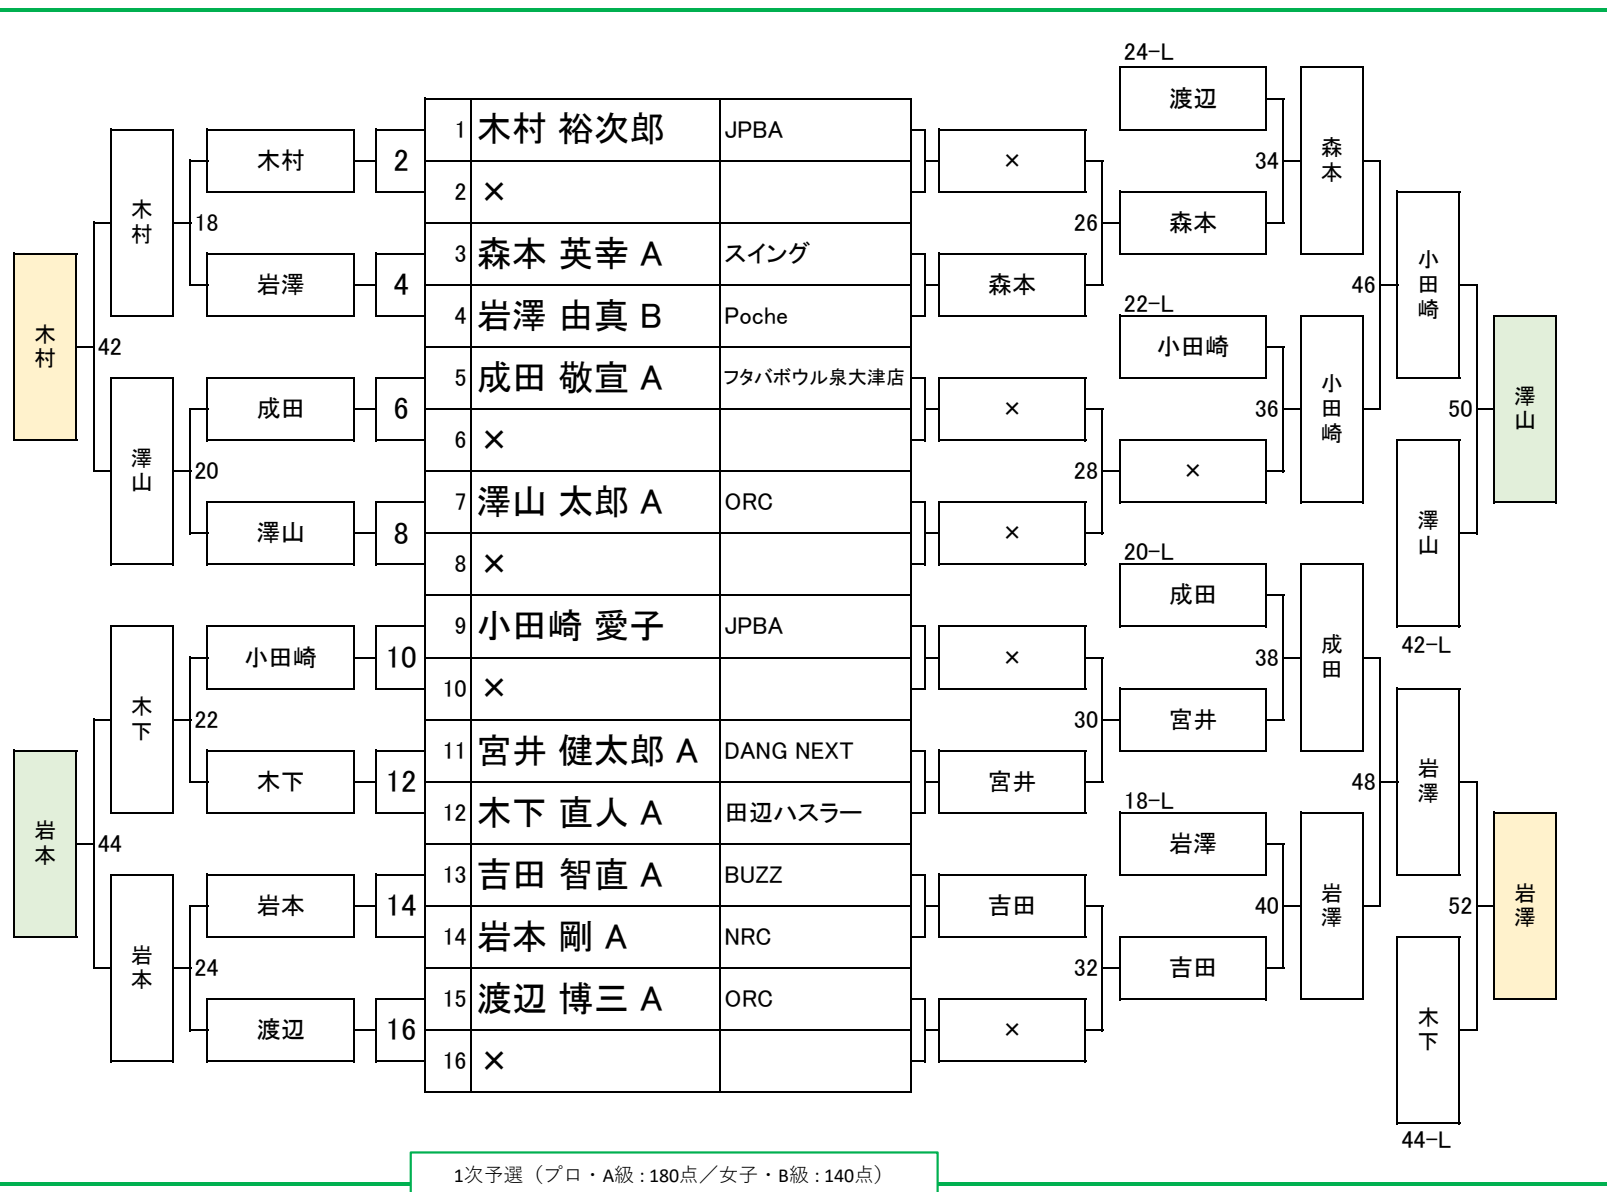 1 木村 裕次郎 JPBA
2 ×
3 森本 英幸 A スイング
4 岩澤 由真 B Poche
5 成田 敬宣 A フタバボウル泉大津店
6 ×
7 澤山 太郎 A ORC
8 ×
9 小田崎 愛子 JPBA
10 ×
11 宮井 健太郎 A DANG NEXT
12 木下 直人 A 田辺ハスラー
13 吉田 智直 A BUZZ
14 岩本 剛 A NRC
15 渡辺 博三 A ORC
16 ×
木村 2
岩澤 4
成田 6
澤山 8
小田崎 10
木下 12
岩本 14
渡辺 16
木村
18
澤山
20
木下
22
岩本
24
木村
42
岩本
44
×
森本
×
×
×
宮井
吉田
×
26
28
30
32
24-L
渡辺
森本
22-L
小田崎
×
20-L
成田
宮井
18-L
岩澤
吉田
34
36
38
40
森本
小田崎
成田
岩澤
46
48
小田崎
澤山
42-L
岩澤
木下
44-L
50
52
澤山
岩澤
1次予選（プロ・A級：180点／女子・B級：140点）